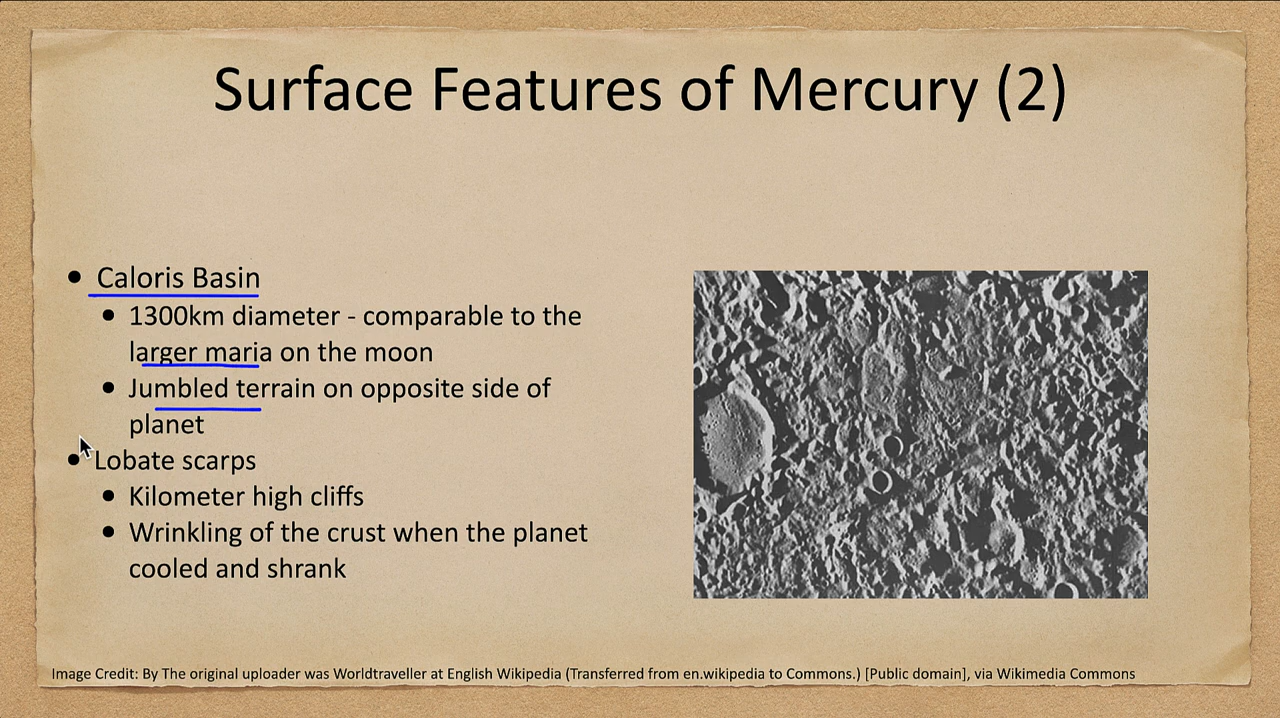 Surface Features of Mercury (2)
• Caloris Basin
• 1300km diameter - comparable to the
larger maria on the moon
• Jumbled terrain on opposite side of
planet
• Lobate scarps
• Kilometer high cliffs
• Wrinkling of the crust when the planet
cooled and shrank
Image Credit: By The original uploader was Worldtraveller at English Wikipedia (Transferred from en.wikipedia to Commons.) [Public domain], via Wikimedia Commons